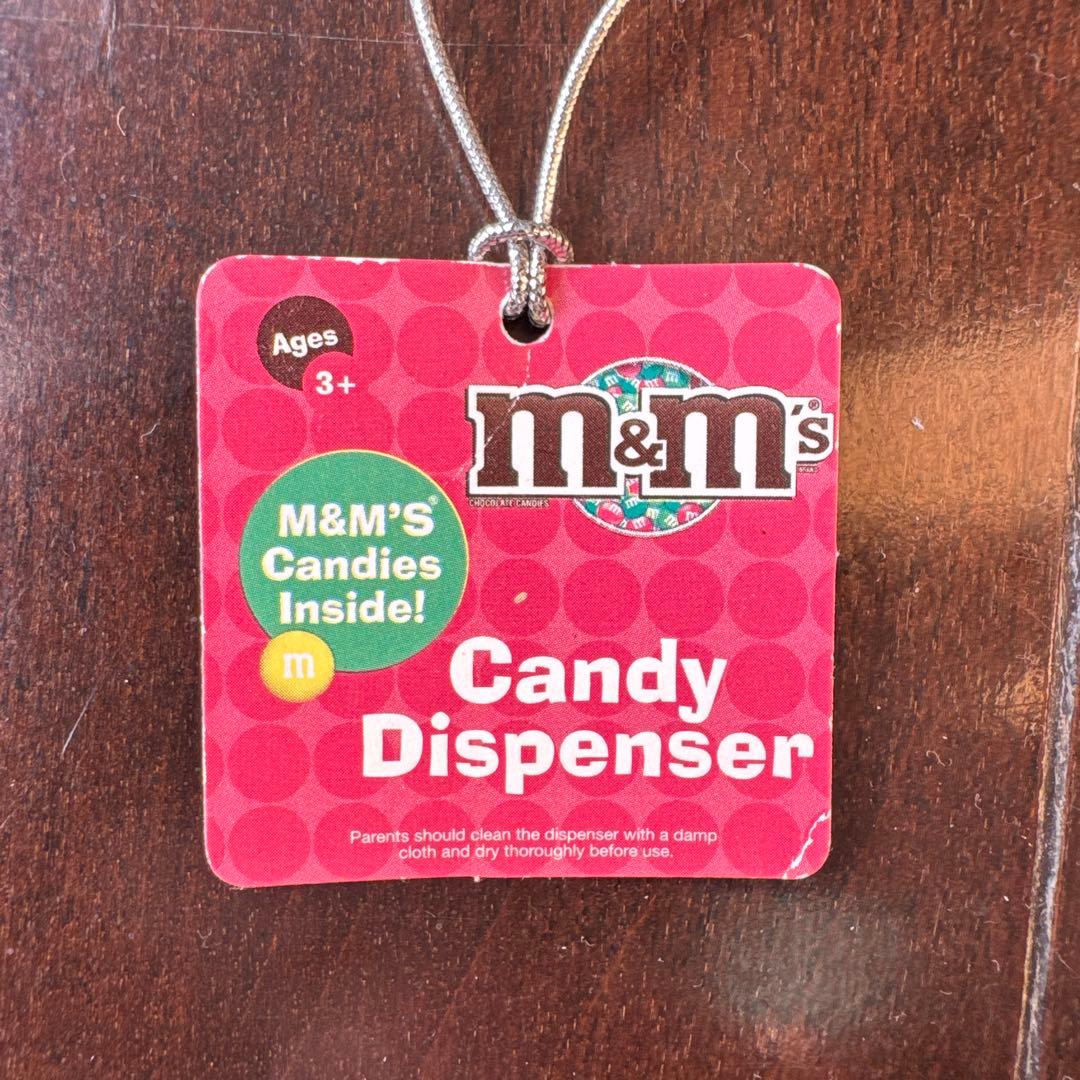 Ages
3+
m&m's®
CHOCOLATE CANDIES
M&M'S®
Candies
Inside!
m
Candy
Dispenser
Parents should clean the dispenser with a damp
cloth and dry thoroughly before use.